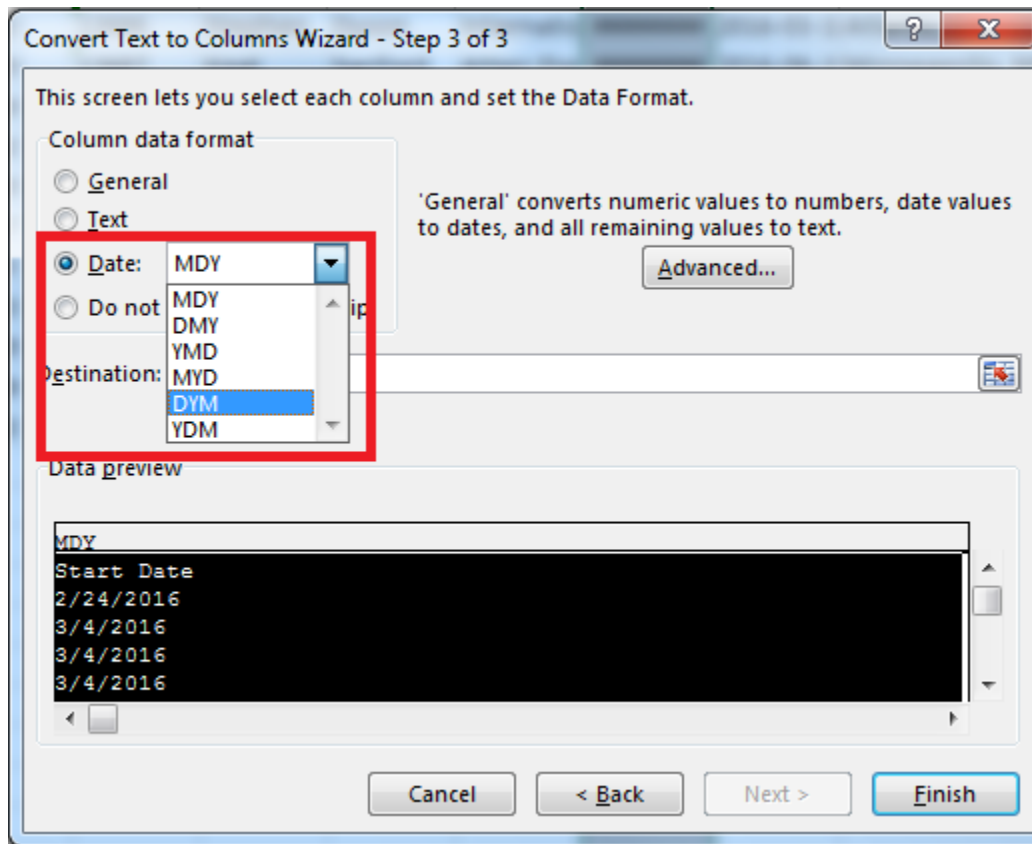 Convert Text to Columns Wizard - Step 3 of 3
?
X
This screen lets you select each column and set the Data Format.
Column data format
General
Text
Date: MDY
MDY
DMY
YMD
MYD
DYM
YDM
Do not
'General' converts numeric values to numbers, date values
to dates, and all remaining values to text.
Advanced...
Destination:
Data preview
MDY
Start Date
2/24/2016
3/4/2016
3/4/2016
3/4/2016
Cancel
< Back
Next >
Finish